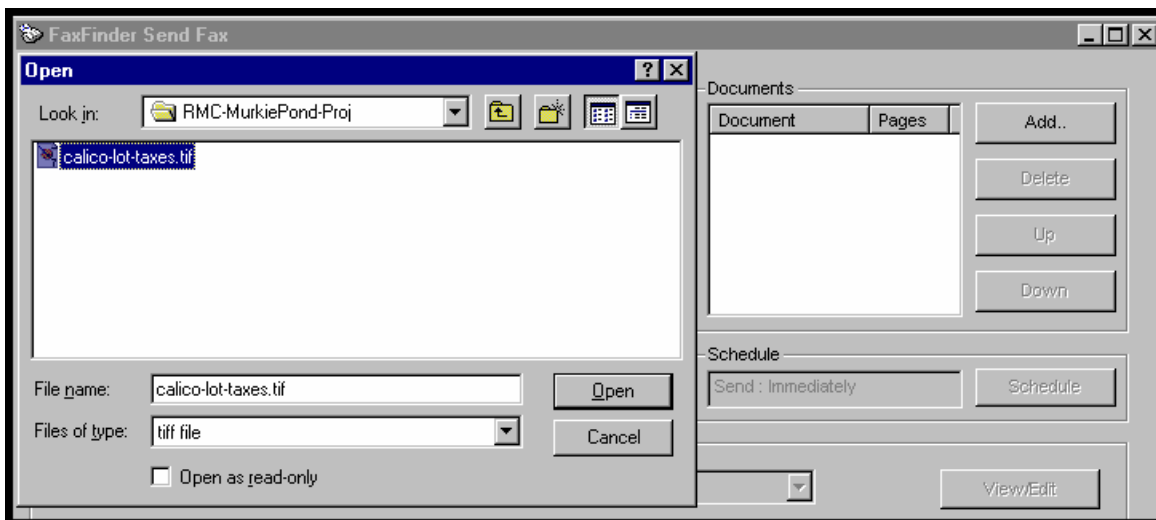 FaxFinder Send Fax
Open
Look in:
RMC-MurkiePond-Proj
calico-lot-taxes.tif
File name:
calico-lot-taxes.tif
Open
Files of type:
tiff file
Cancel
Open as read-only
Documents
Document
Pages
Add..
Delete
Up
Down
Schedule
Send : Immediately
Schedule
View/Edit